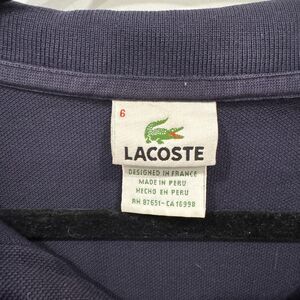 6
LACOSTE
DESIGNED IN FRANCE
MADE IN PERU
HECHO EN PERU
RN 87651-CA 16998